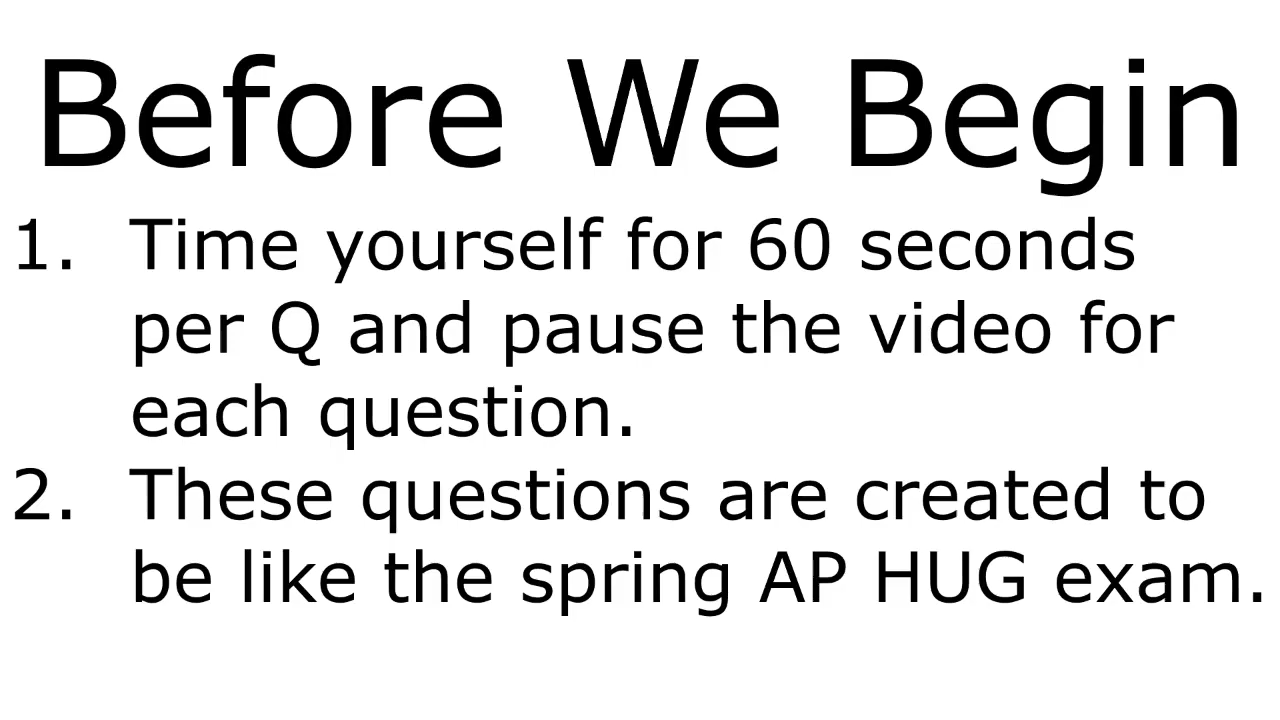 Before We Begin
1. Time yourself for 60 seconds
per Q and pause the video for
each question.
2. These questions are created to
be like the spring AP HUG exam.